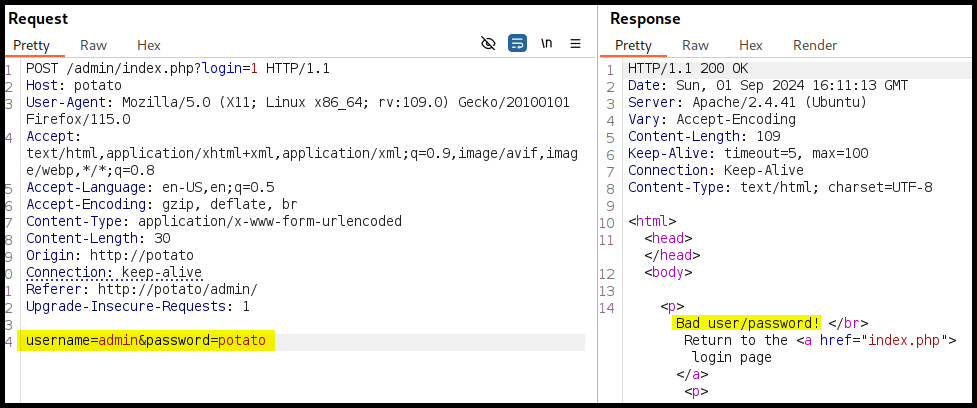 Request
Pretty Raw Hex
\n
1 POST /admin/index.php?login=1 HTTP/1.1
2 Host: potato
3 User-Agent: Mozilla/5.0 (X11; Linux x86_64; rv:109.0) Gecko/20100101
Firefox/115.0
4 Accept:
text/html,application/xhtml+xml,application/xml;q=0.9,image/avif,imag
e/webp,*/*;q=0.8
5 Accept-Language: en-US,en;q=0.5
6 Accept-Encoding: gzip, deflate, br
7 Content-Type: application/x-www-form-urlencoded
8 Content-Length: 30
9 Origin: http://potato
0 Connection: keep-alive
1 Referer: http://potato/admin/
2 Upgrade-Insecure-Requests: 1
3
4 username=admin&password=potato
Response
Pretty Raw Hex Render
1 HTTP/1.1 200 OK
2 Date: Sun, 01 Sep 2024 16:11:13 GMT
3 Server: Apache/2.4.41 (Ubuntu)
4 Vary: Accept-Encoding
5 Content-Length: 109
6 Keep-Alive: timeout=5, max=100
7 Connection: Keep-Alive
8 Content-Type: text/html; charset=UTF-8
9
10 <html>
11 <head>
</head>
12 <body>
13
14 <p>
Bad user/password! </br>
Return to the <a href="index.php">
login page
</a>
<p>